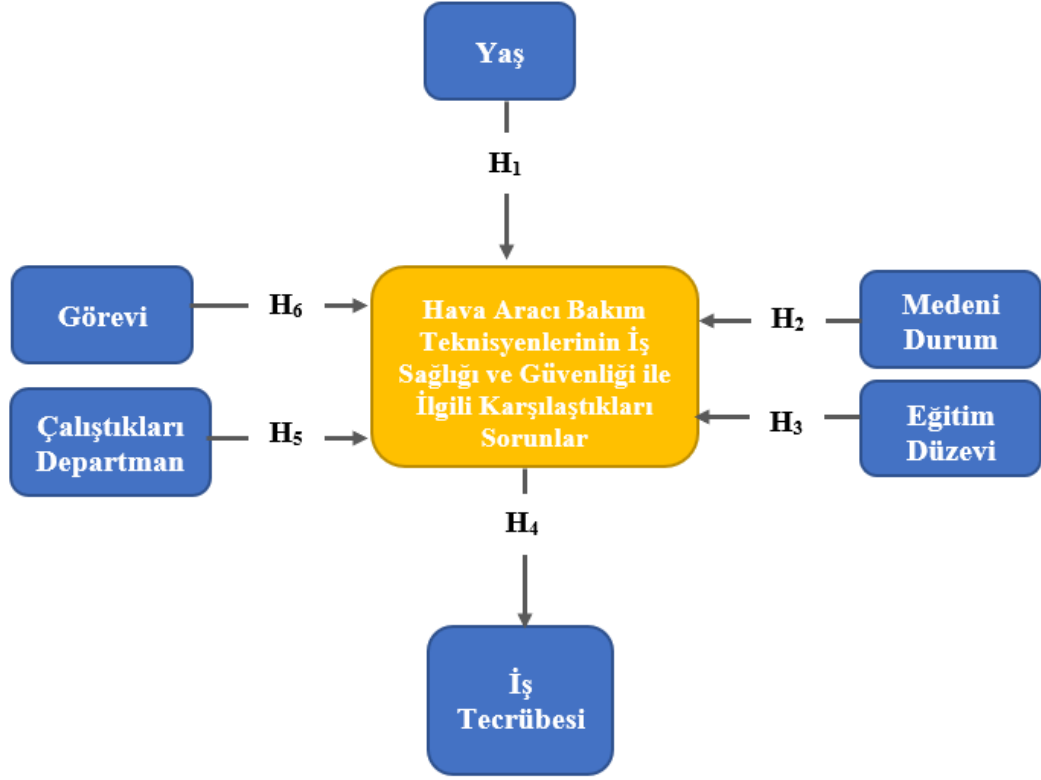 Yaş
H₁
Görevi
H₆
Hava Aracı Bakım
Teknisyenlerinin İş
Sağlığı ve Güvenliği ile
İlgili Karşılaştıkları
Sorunlar
H₂
Medeni
Durum
Çalıştıkları
Departman
H₅
H₃
Eğitim
Düzevi
H₄
İş
Tecrübesi